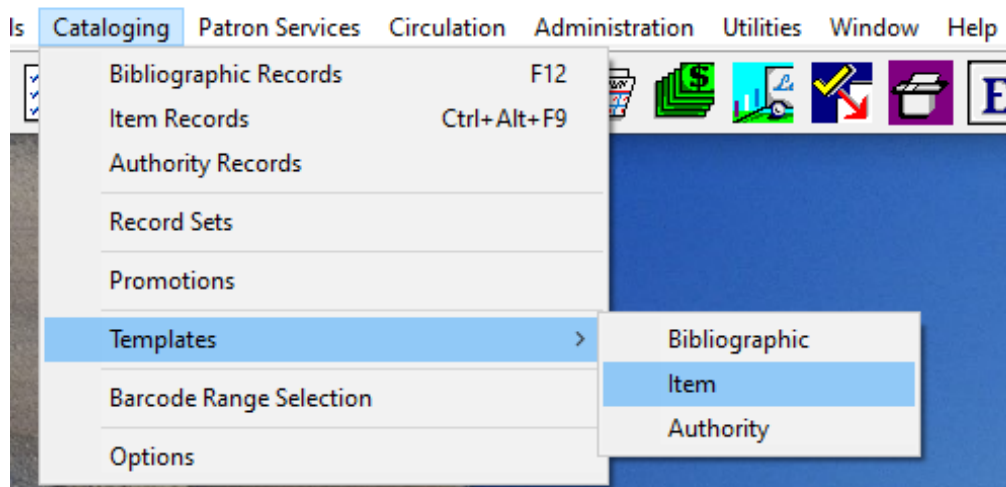 ls Cataloging Patron Services Circulation Administration Utilities Window Help
Bibliographic Records F12
Item Records Ctrl+Alt+F9
Authority Records
Record Sets
Promotions
Templates >
Bibliographic
Item
Authority
Barcode Range Selection
Options
$
L
E